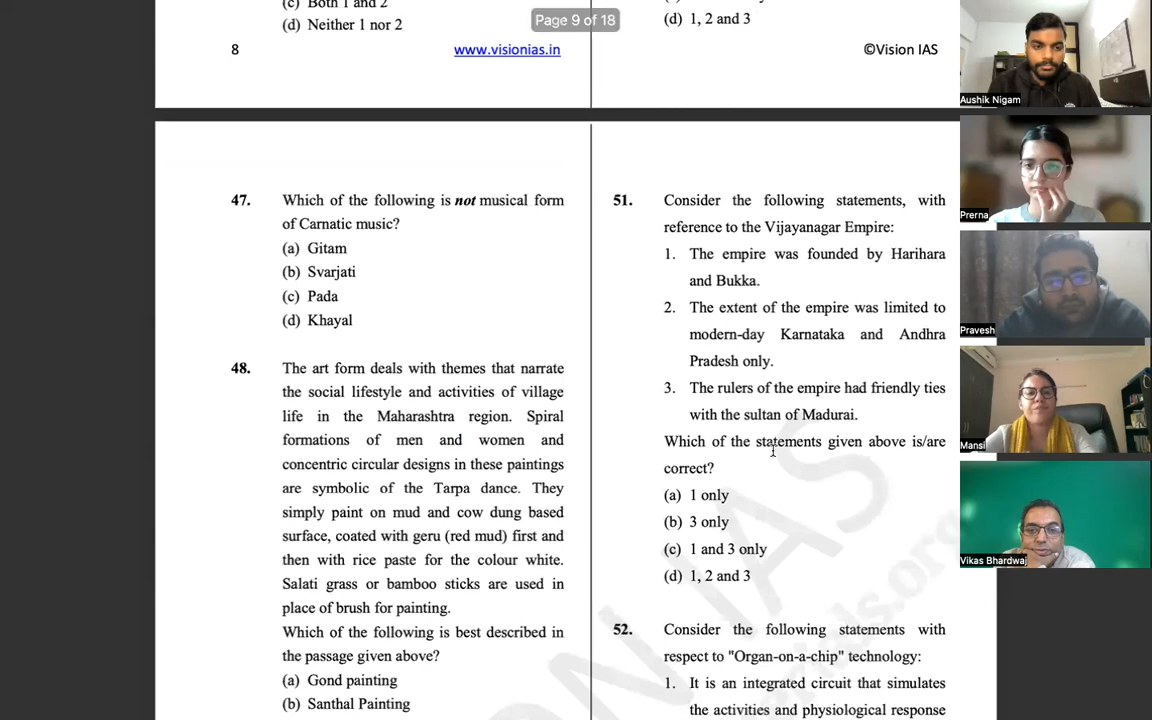 (c) Both 1 and 2
(d) Neither 1 nor 2
8
www.visionias.in
Page 9 of 18
(d) 1, 2 and 3
©Vision IAS
47. Which of the following is not musical form
of Carnatic music?
(a) Gitam
(b) Svarjati
(c) Pada
(d) Khayal
48. The art form deals with themes that narrate
the social lifestyle and activities of village
life in the Maharashtra region. Spiral
formations of men and women and
concentric circular designs in these paintings
are symbolic of the Tarpa dance. They
simply paint on mud and cow dung based
surface, coated with geru (red mud) first and
then with rice paste for the colour white.
Salati grass or bamboo sticks are used in
place of brush for painting.
Which of the following is best described in
the passage given above?
(a) Gond painting
(b) Santhal Painting
51. Consider the following statements, with
reference to the Vijayanagar Empire:
1. The empire was founded by Harihara
and Bukka.
2. The extent of the empire was limited to
modern-day Karnataka and Andhra
Pradesh only.
3. The rulers of the empire had friendly ties
with the sultan of Madurai.
Which of the statements given above is/are
correct?
(a) 1 only
(b) 3 only
(c) 1 and 3 only
(d) 1, 2 and 3
52. Consider the following statements with
respect to "Organ-on-a-chip" technology:
1. It is an integrated circuit that simulates
the activities and physiological response
Aushik Nigam
Prerna
Pravesh
Mansi
Vikas Bhardwaj